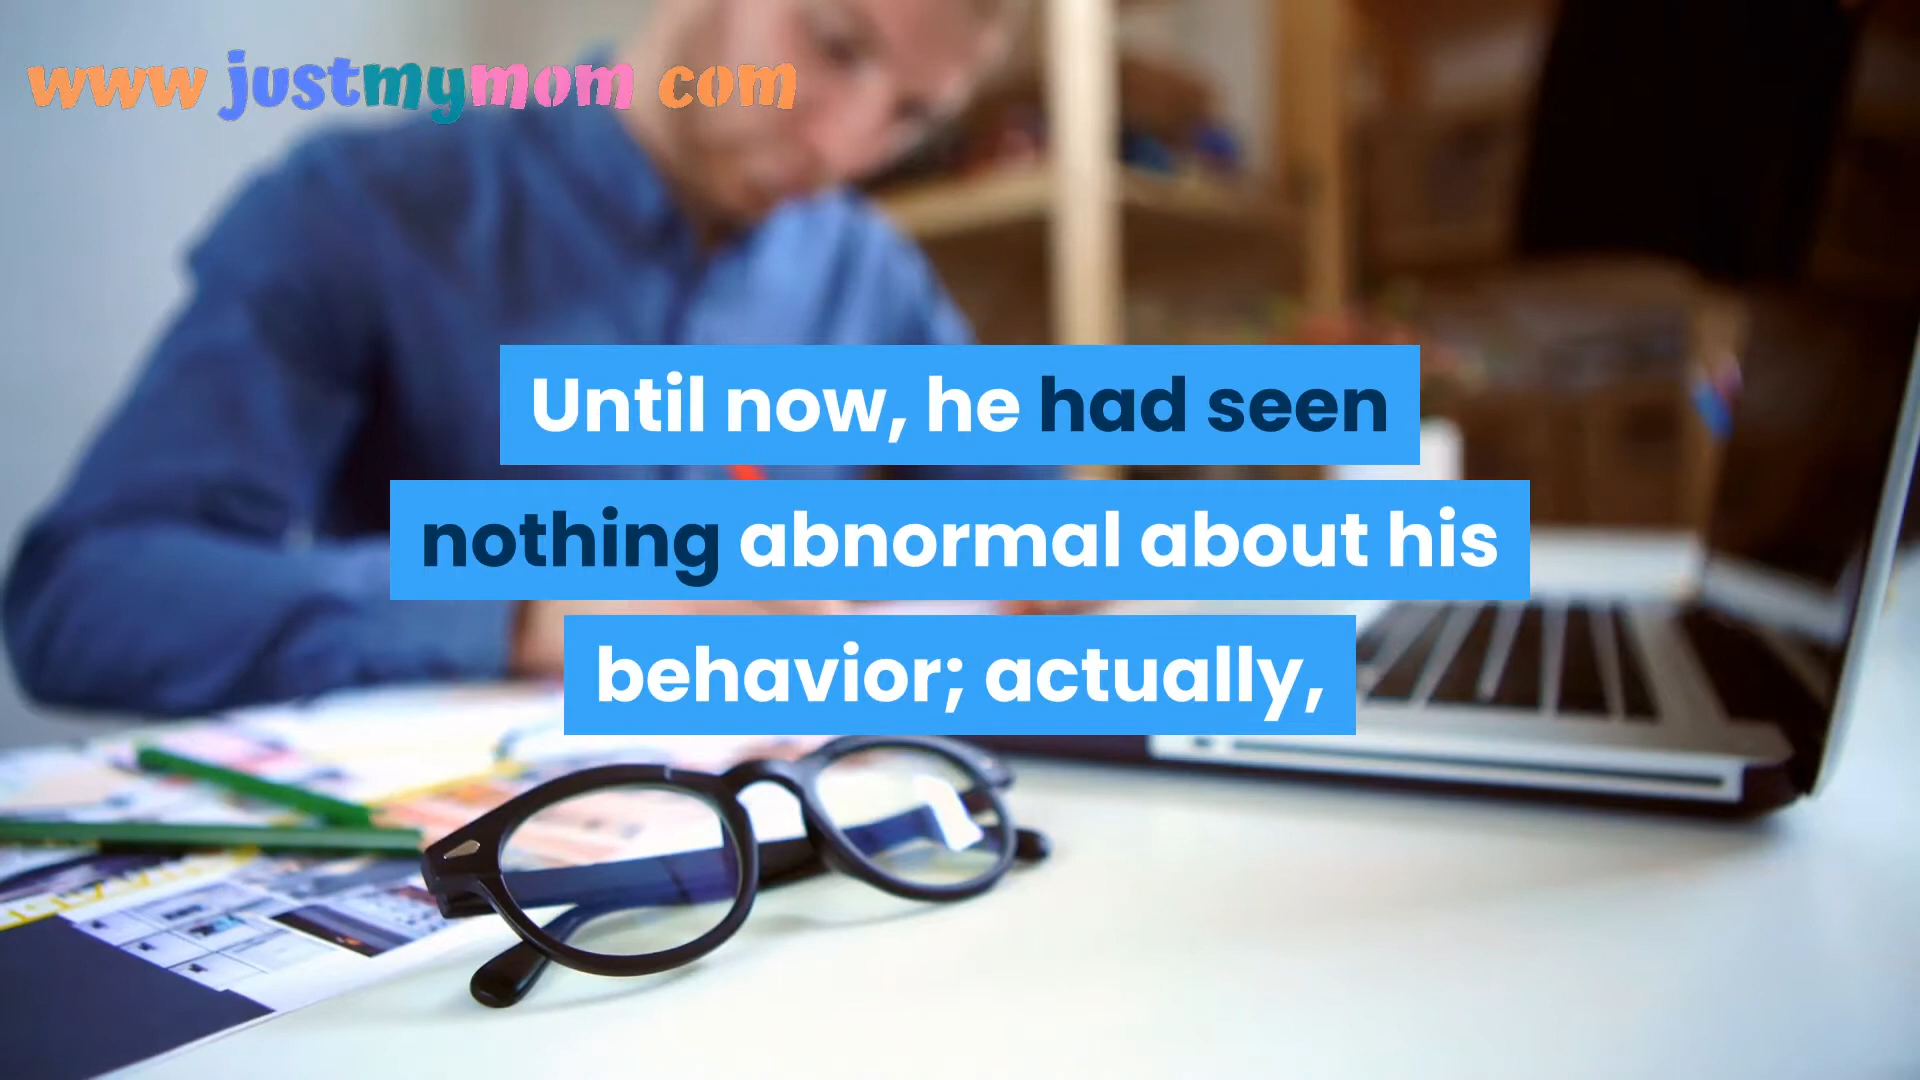 www justmymom com
Until now, he had seen
nothing abnormal about his
behavior; actually,